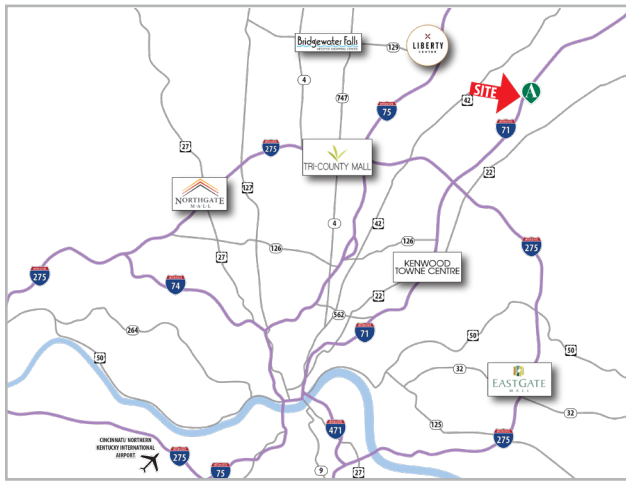 Bridgewater Falls
129
X
LIBERTY
CENTER
4
747
75
42
SITE
A
71
27
275
TRI-COUNTY MALL
22
NORTHGATE
MALL
127
4
42
126
126
27
275
275
KENWOOD
TOWNE CENTRE
74
22
562
71
264
50
50
50
32
EASTGATE
MALL
32
125
471
275
CINCINNATI/ NORTHERN
KENTUCKY INTERNATIONAL
AIRPORT
275
75
9
27